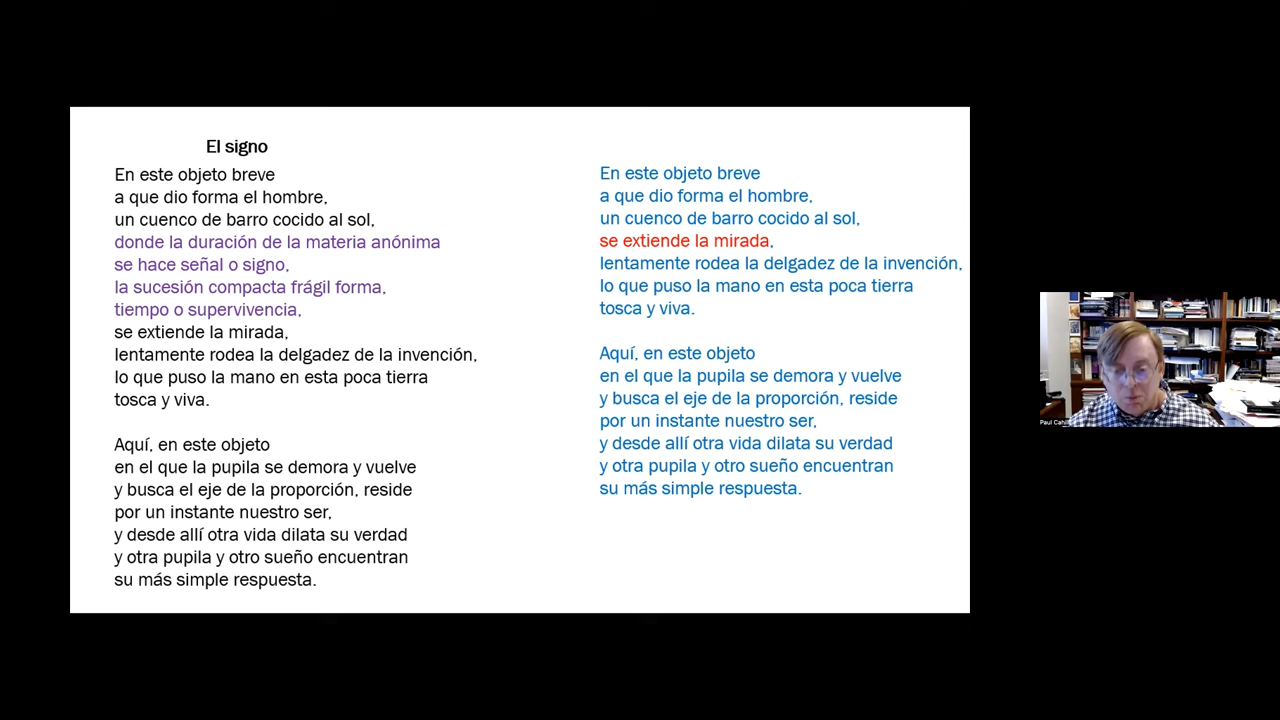 El signo
En este objeto breve
a que dio forma el hombre,
un cuenco de barro cocido al sol,
donde la duración de la materia anónima
se hace señal o signo,
la sucesión compacta frágil forma,
tiempo o supervivencia,
se extiende la mirada,
lentamente rodea la delgadez de la invención,
lo que puso la mano en esta poca tierra
tosca y viva.
Aquí, en este objeto
en el que la pupila se demora y vuelve
y busca el eje de la proporción, reside
por un instante nuestro ser,
y desde allí otra vida dilata su verdad
y otra pupila y otro sueño encuentran
su más simple respuesta.
En este objeto breve
a que dio forma el hombre,
un cuenco de barro cocido al sol,
se extiende la mirada,
lentamente rodea la delgadez de la invención,
lo que puso la mano en esta poca tierra
tosca y viva.
Aquí, en este objeto
en el que la pupila se demora y vuelve
y busca el eje de la proporción, reside
por un instante nuestro ser,
y desde allí otra vida dilata su verdad
y otra pupila y otro sueño encuentran
su más simple respuesta.
Paul